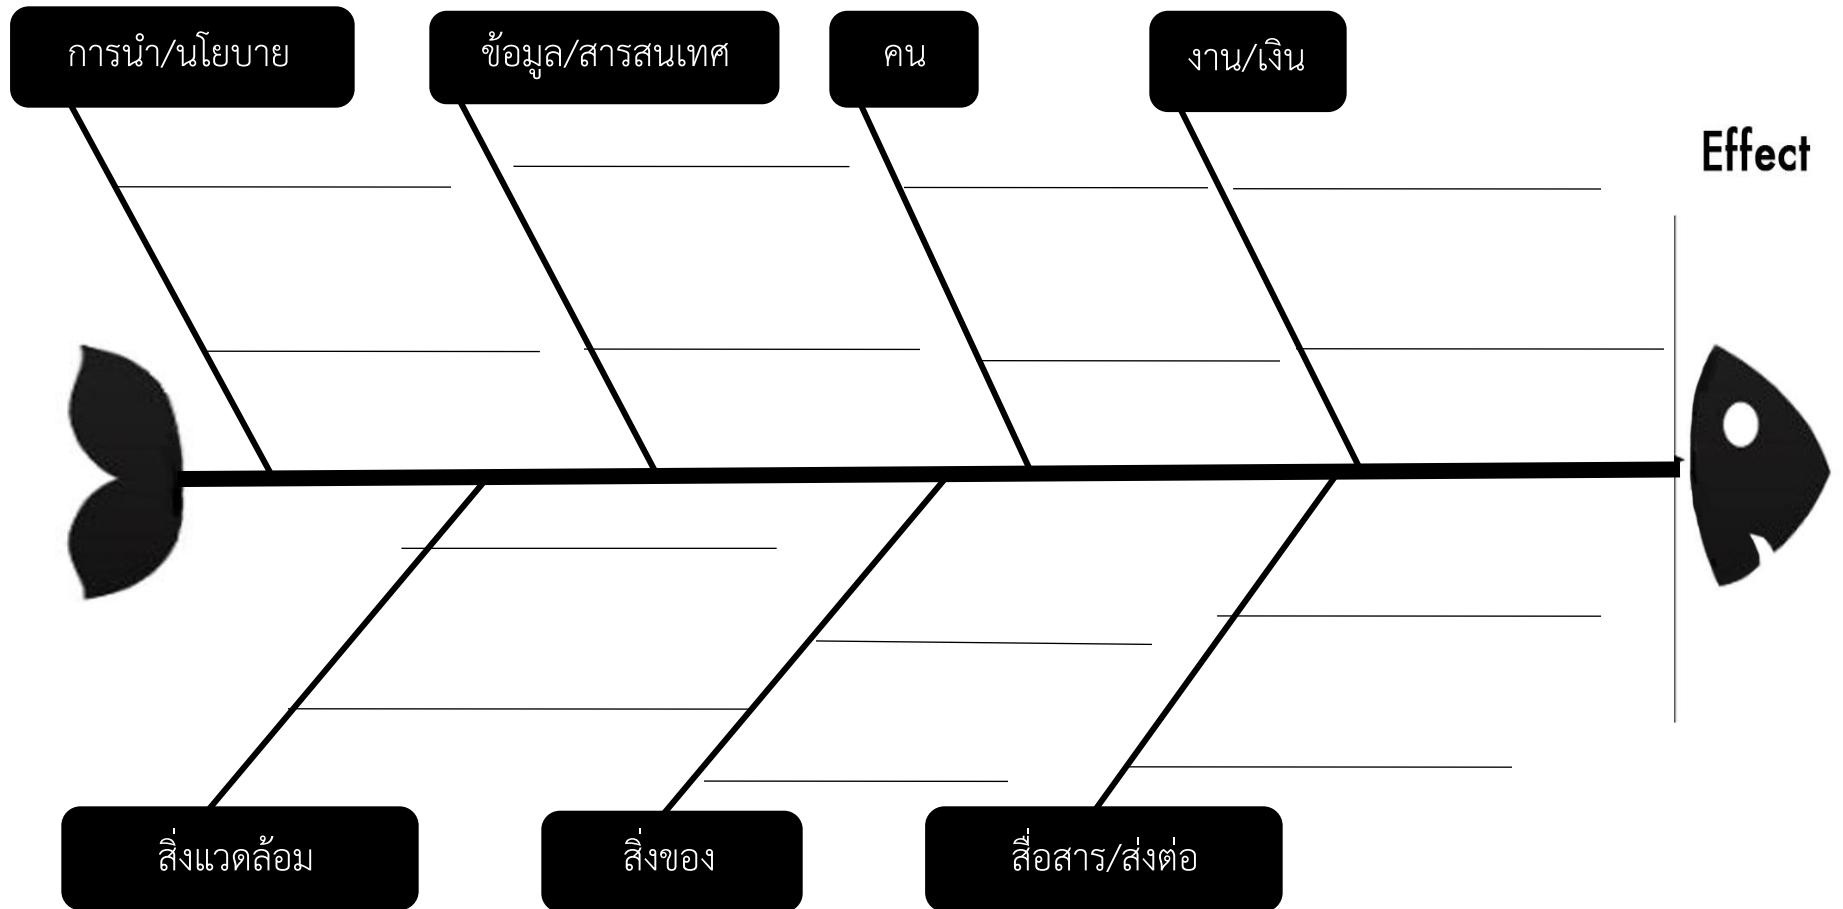 การนำ/นโยบาย
ข้อมูล/สารสนเทศ
คน
งาน/เงิน
Effect
สิ่งแวดล้อม
สิ่งของ
สื่อสาร/ส่งต่อ